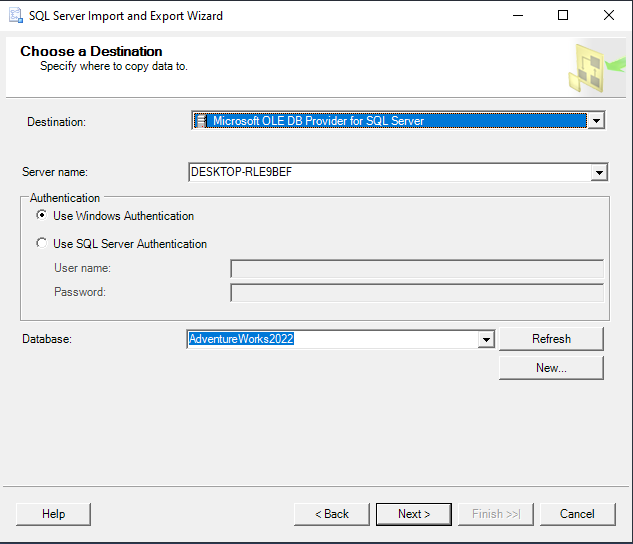 SQL Server Import and Export Wizard
Choose a Destination
Specify where to copy data to.
Destination:
Microsoft OLE DB Provider for SQL Server
Server name:
DESKTOP-RLE9BEF
Authentication
Use Windows Authentication
Use SQL Server Authentication
User name:
Password:
Database:
AdventureWorks2022
Refresh
New...
Help
< Back
Next >
Finish >>|
Cancel